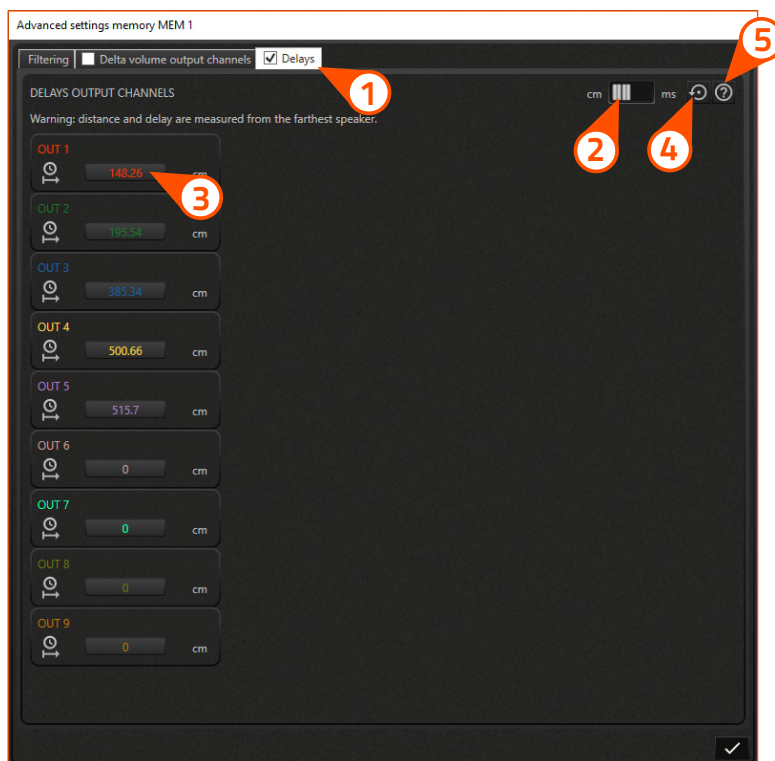 Advanced settings memory MEM 1
5
Filtering Delta volume output channels Delays
1
DELAYS OUTPUT CHANNELS cm ms
Warning: distance and delay are measured from the farthest speaker.
2 4
OUT 1
148.26 cm
3
OUT 2
195.54 cm
OUT 3
385.34 cm
OUT 4
500.66 cm
OUT 5
515.7 cm
OUT 6
0 cm
OUT 7
0 cm
OUT 8
0 cm
OUT 9
0 cm